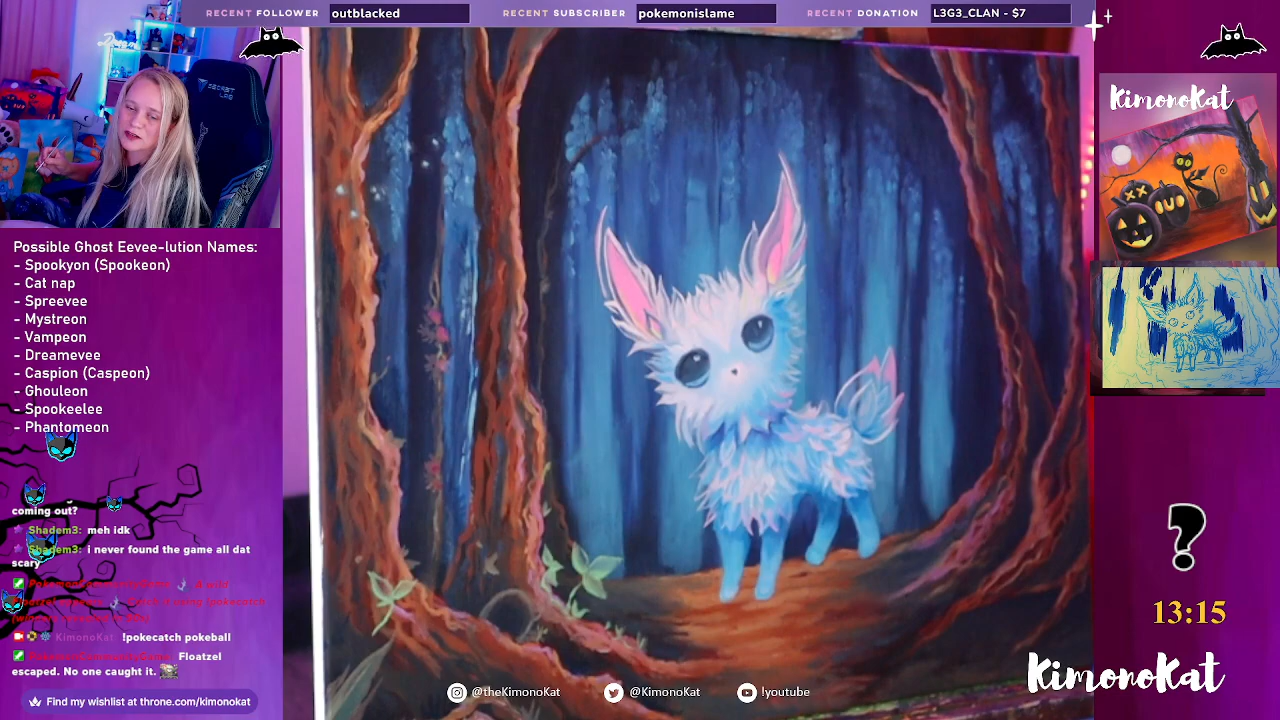 RECENT FOLLOWER outblacked RECENT SUBSCRIBER pokemonislame RECENT DONATION L3G3_CLAN - $7
SECRET LAB
KimonoKat
Possible Ghost Eevee-lution Names:
- Spookyon (Spookeon)
- Cat nap
- Spreevee
- Mystreon
- Vampeon
- Dreamevee
- Caspion (Caspeon)
- Ghouleon
- Spookeelee
- Phantomeon
coming out?
Shadem3: meh idk
Shadem3: i never found the game all dat
scary
KimonoKat: !pokecatch pokeball
PokemonCommunityGame: Floatzel
escaped. No one caught it.
Find my wishlist at throne.com/kimonokat
@theKimonoKat @KimonoKat !youtube
?
13:15
KimonoKat